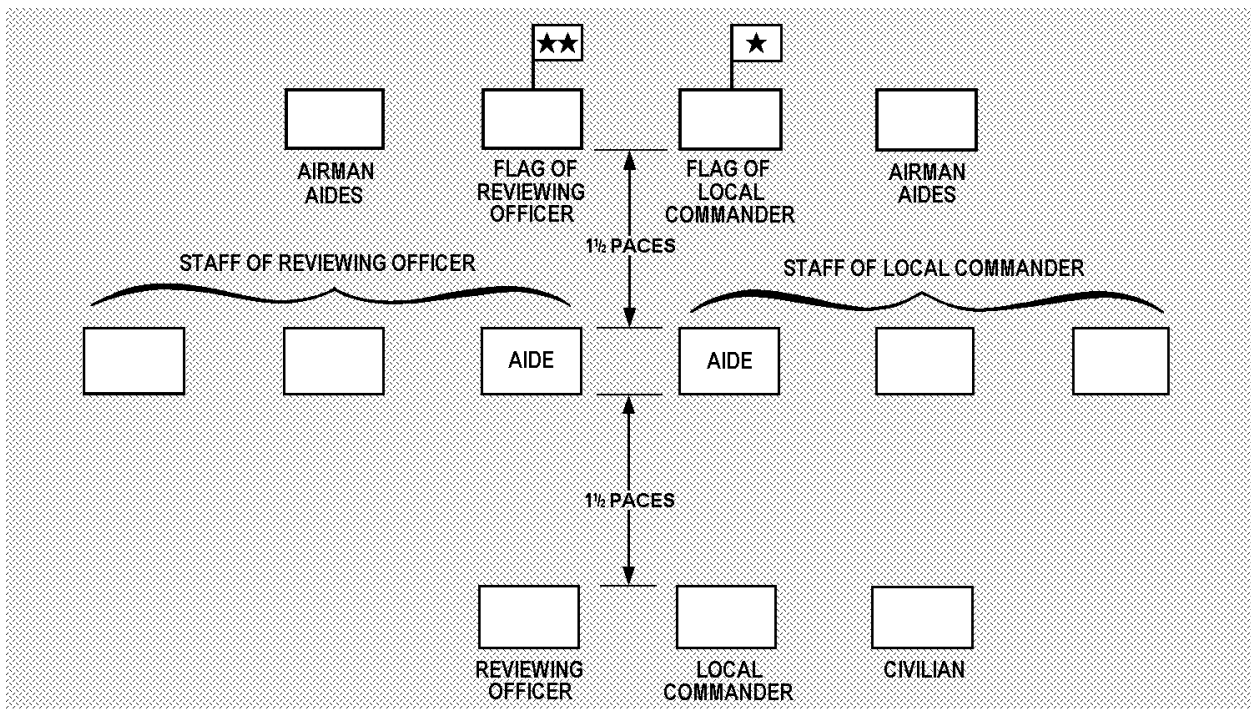 AIRMAN
AIDES
FLAG OF
REVIEWING
OFFICER
FLAG OF
LOCAL
COMMANDER
AIRMAN
AIDES
1½ PACES
STAFF OF REVIEWING OFFICER
STAFF OF LOCAL COMMANDER
AIDE
AIDE
1½ PACES
REVIEWING
OFFICER
LOCAL
COMMANDER
CIVILIAN